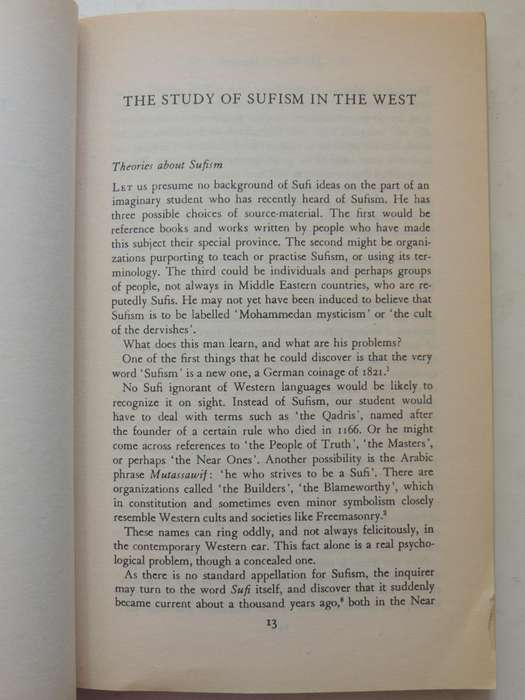 THE STUDY OF SUFISM IN THE WEST
Theories about Sufism
LET us presume no background of Sufi ideas on the part of an
imaginary student who has recently heard of Sufism. He has
three possible choices of source-material. The first would be
reference books and works written by people who have made
this subject their special province. The second might be organi-
zations purporting to teach or practise Sufism, or using its ter-
minology. The third could be individuals and perhaps groups
of people, not always in Middle Eastern countries, who are re-
putedly Sufis. He may not yet have been induced to believe that
Sufism is to be labelled ‘Mohammedan mysticism’ or ‘the cult
of the dervishes’.
What does this man learn, and what are his problems?
One of the first things that he could discover is that the very
word ‘Sufism’ is a new one, a German coinage of 1821.¹
No Sufi ignorant of Western languages would be likely to
recognize it on sight. Instead of Sufism, our student would
have to deal with terms such as ‘the Qadris’, named after
the founder of a certain rule who died in 1166. Or he might
come across references to ‘the People of Truth’, ‘the Masters’,
or perhaps ‘the Near Ones’. Another possibility is the Arabic
phrase Mutassawif: ‘he who strives to be a Sufi’. There are
organizations called ‘the Builders’, ‘the Blameworthy’, which
in constitution and sometimes even minor symbolism closely
resemble Western cults and societies like Freemasonry.²
These names can ring oddly, and not always felicitously, in
the contemporary Western ear. This fact alone is a real psycho-
logical problem, though a concealed one.
As there is no standard appellation for Sufism, the inquirer
may turn to the word Sufi itself, and discover that it suddenly
became current about a thousand years ago,³ both in the Near
13